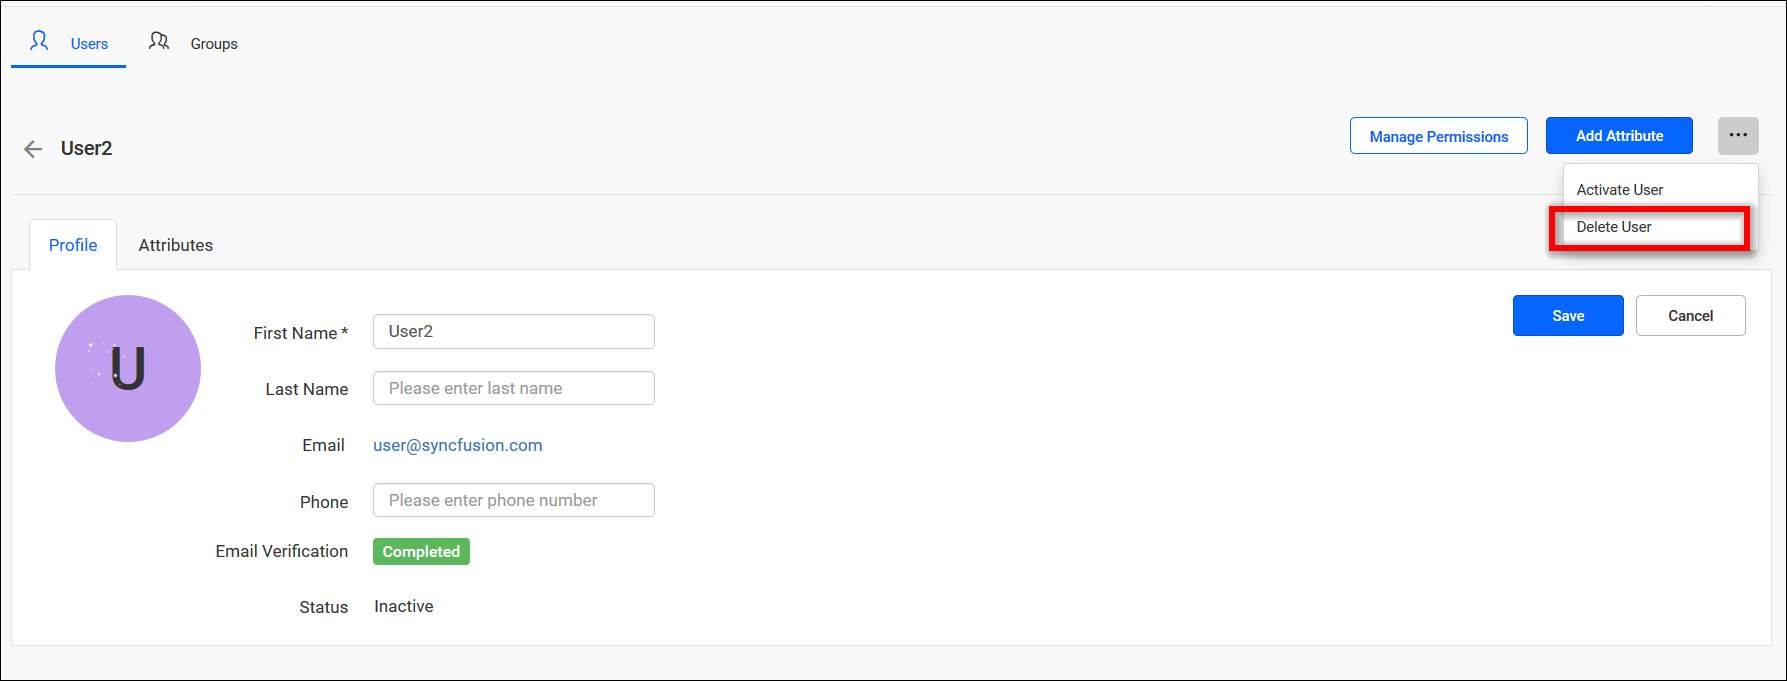 Users
Groups
User2
Manage Permissions
Add Attribute
Activate User
Delete User
Profile
Attributes
U
First Name *
User2
Save
Cancel
Last Name
Please enter last name
Email
user@syncfusion.com
Phone
Please enter phone number
Email Verification
Completed
Status
Inactive